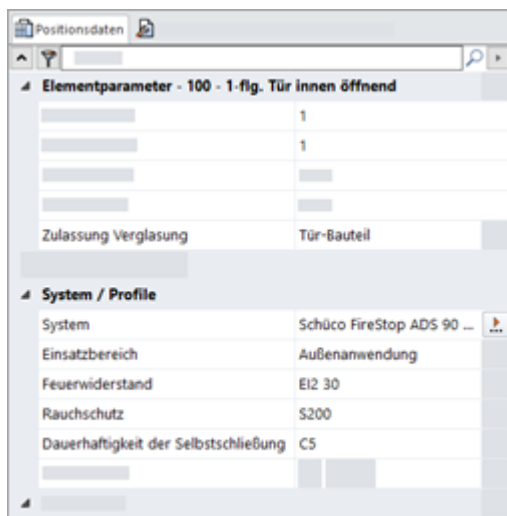 Positionsdaten
Elementparameter - 100 - 1-flg. Tür innen öffnend
1
1
Zulassung Verglasung Tür-Bauteil
System / Profile
System Schüco FireStop ADS 90 ...
Einsatzbereich Außenanwendung
Feuerwiderstand EI2 30
Rauchschutz S200
Dauerhaftigkeit der Selbstschließung C5